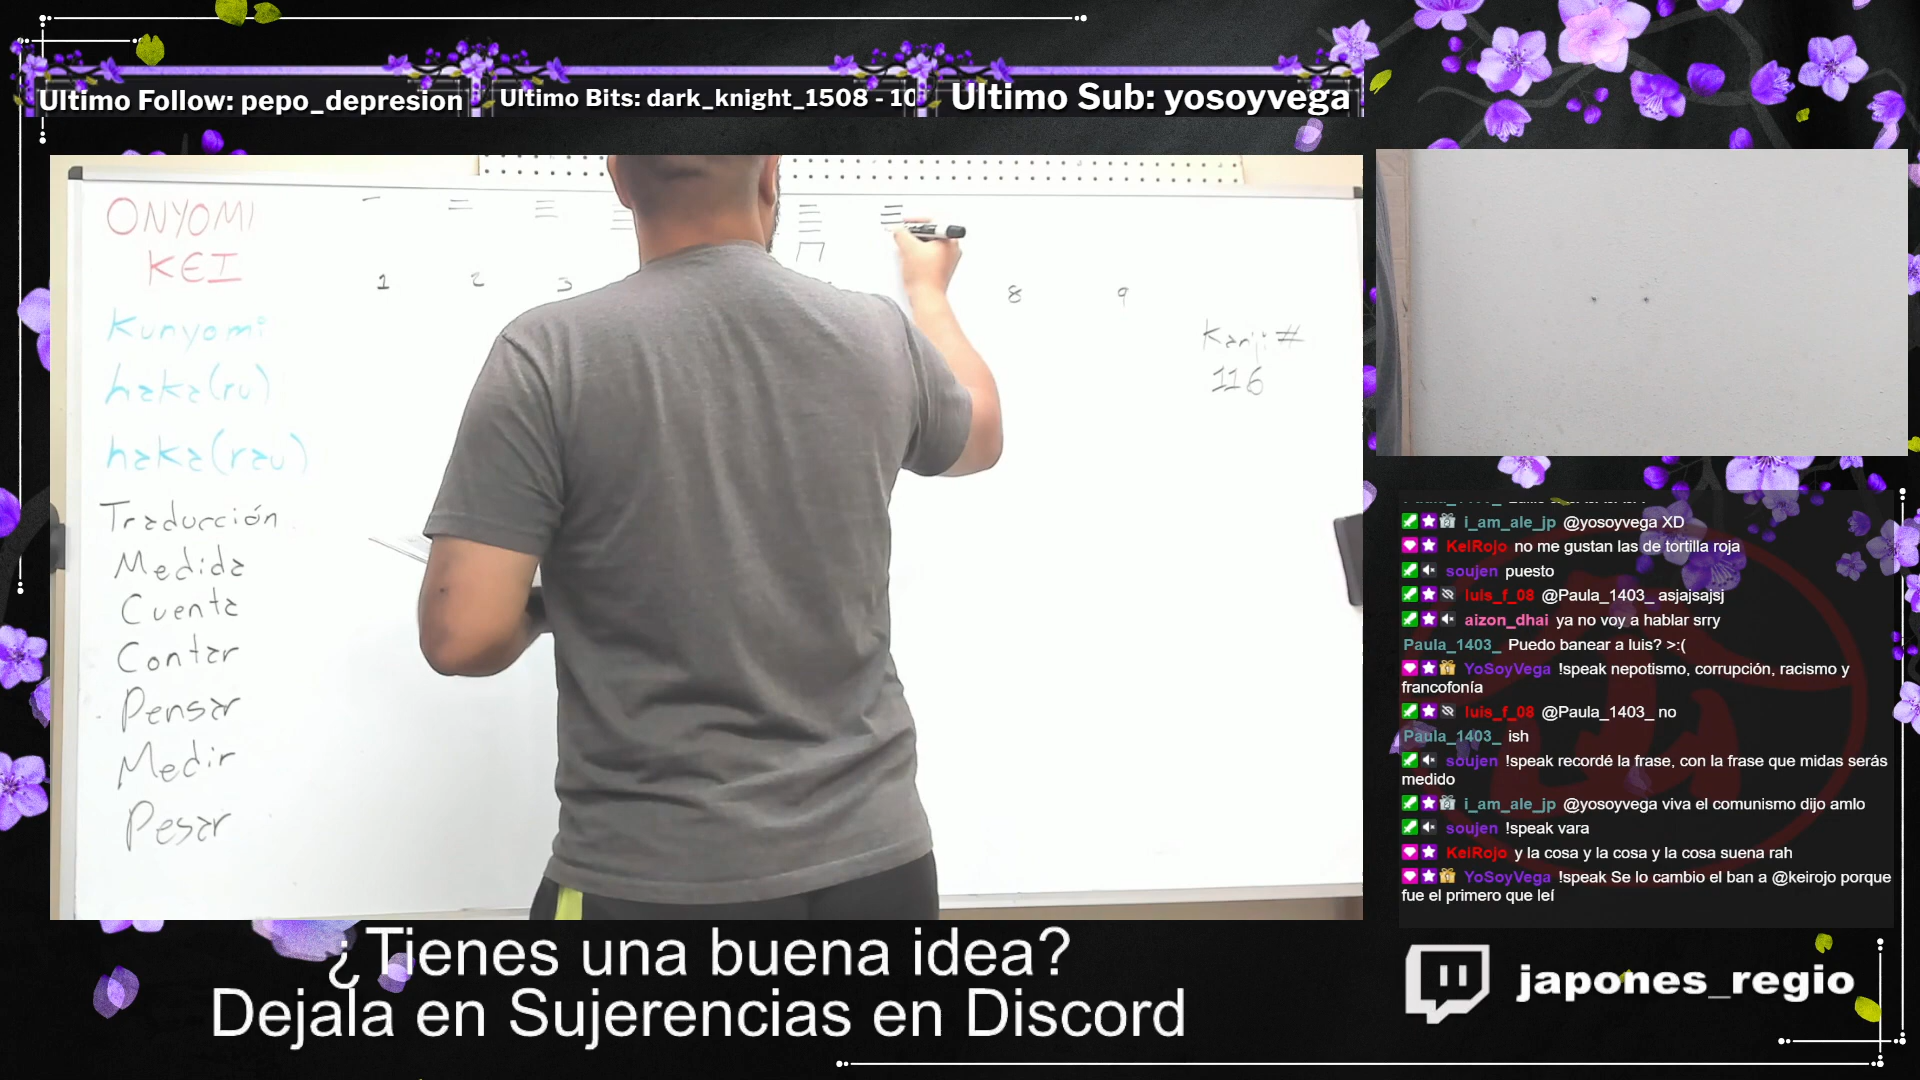 Ultimo Follow: pepo_depresion
Ultimo Bits: dark_knight_1508 - 10
Ultimo Sub: yosoyvega
ONYOMI
KEI
Kunyomi
haka(ru)
haka(rau)
Traducción
Medida
Cuenta
Contar
Pensar
Medir
Pesar
1 2 3 8 9
Kanji #
116
i_am_ale_jp @yosoyvega XD
KeiRojo no me gustan las de tortilla roja
soujen puesto
luis_f_08 @Paula_1403_ asjajsajsj
aizon_dhai ya no voy a hablar srry
Paula_1403_ Puedo banear a luis? >:(
YoSoyVega !speak nepotismo, corrupción, racismo y
francofonía
luis_f_08 @Paula_1403_ no
Paula_1403_ ish
soujen !speak recordé la frase, con la frase que midas serás
medido
i_am_ale_jp @yosoyvega viva el comunismo dijo amlo
soujen !speak vara
KeiRojo y la cosa y la cosa y la cosa suena rah
YoSoyVega !speak Se lo cambio el ban a @keirojo porque
fue el primero que leí
¿Tienes una buena idea?
Dejala en Sujerencias en Discord
japones_regio